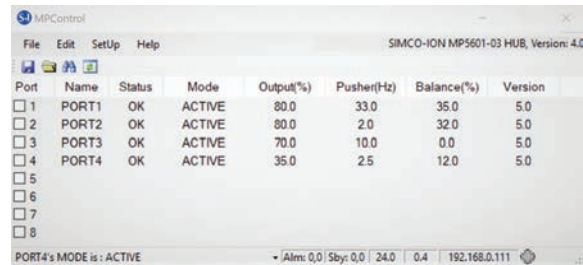 MPControl
File Edit SetUp Help SIMCO-ION MP5601-03 HUB, Version: 4.0
Port Name Status Mode Output(%) Pusher(Hz) Balance(%) Version
1 PORT1 OK ACTIVE 80.0 33.0 35.0 5.0
2 PORT2 OK ACTIVE 80.0 2.0 32.0 5.0
3 PORT3 OK ACTIVE 70.0 10.0 0.0 5.0
4 PORT4 OK ACTIVE 35.0 2.5 12.0 5.0
5
6
7
8
PORT4's MODE is : ACTIVE Alm: 0,0 Sby: 0,0 24.0 0.4 192.168.0.111